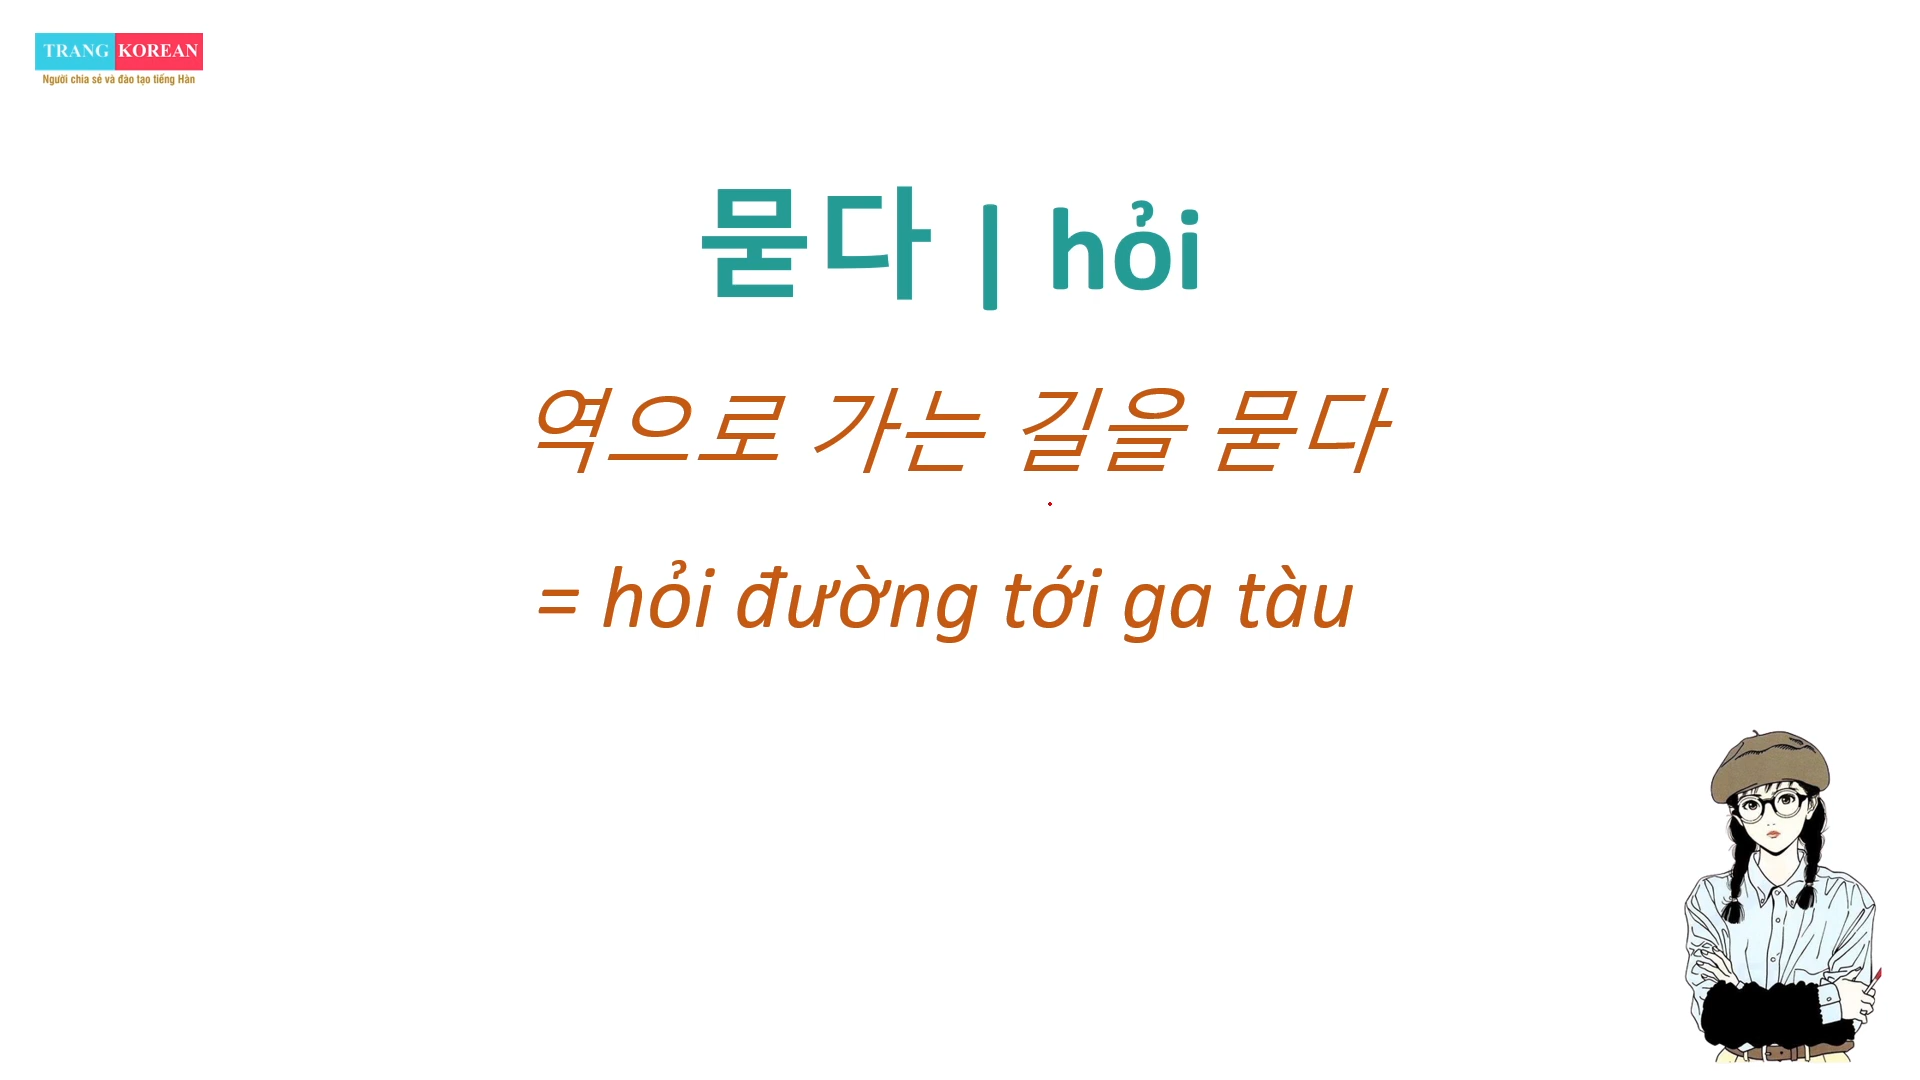 TRANG KOREAN
Người chia sẻ và đào tạo tiếng Hàn
묻다 | hỏi
역으로 가는 길을 묻다
= hỏi đường tới ga tàu